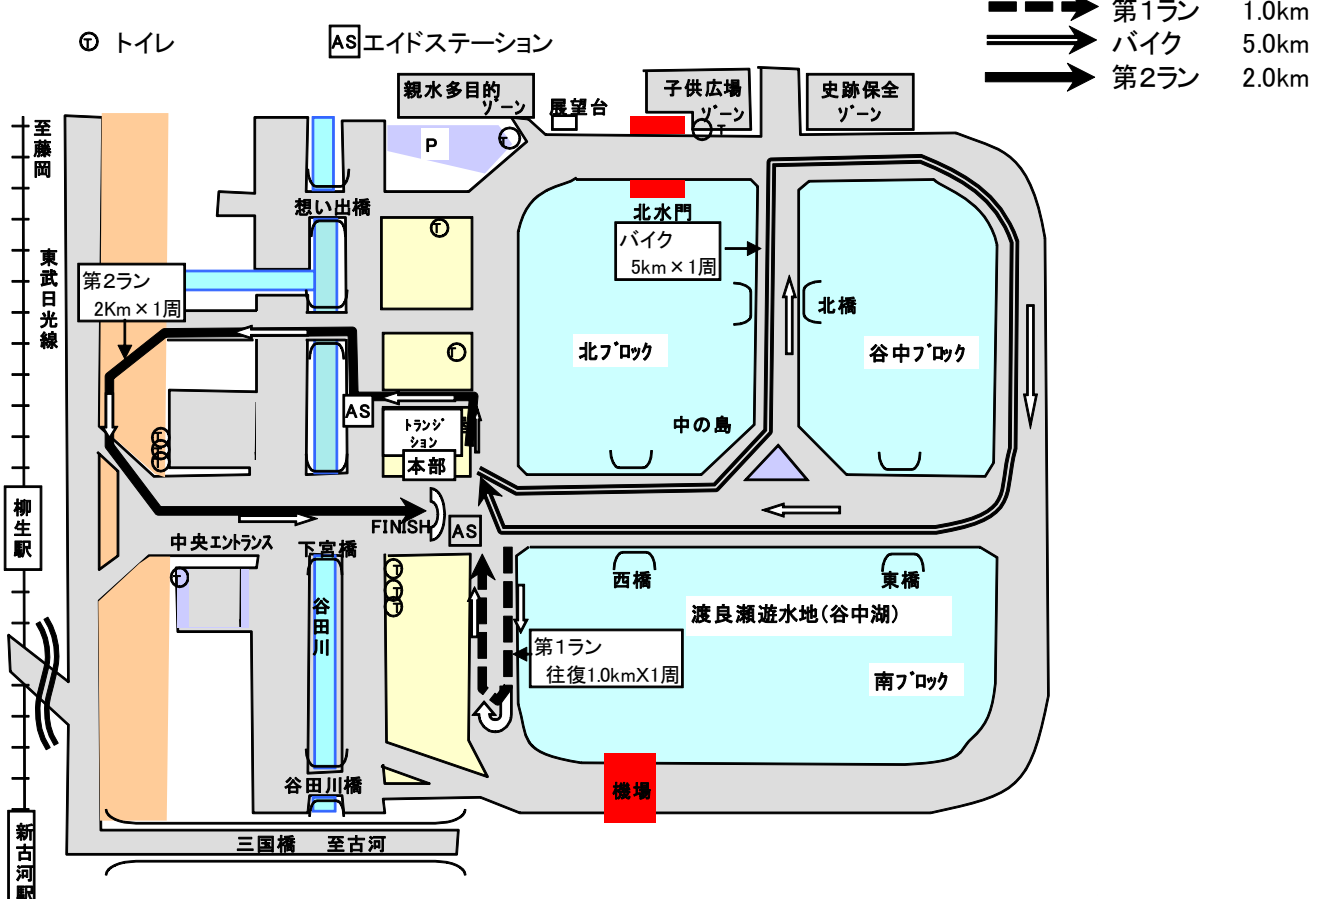 第1ラン 1.0km
バイク 5.0km
第2ラン 2.0km
T トイレ
AS エイドステーション
親水多目的
ゾーン
展望台
子供広場
ゾーン
T
史跡保全
ゾーン
至藤岡
東武日光線
P
T
想い出橋
T
北水門
バイク
5km×1周
第2ラン
2Km×1周
北橋
北ブロック
谷中ブロック
T
AS
トランジ
ション
本部
中の島
T
T
T
柳生駅
FINISH
AS
中央エントランス
下宮橋
T
T
T
T
西橋
東橋
谷田川
渡良瀬遊水地(谷中湖)
第1ラン
往復1.0kmX1周
南ブロック
谷田川橋
機場
三国橋 至古河
新古河駅